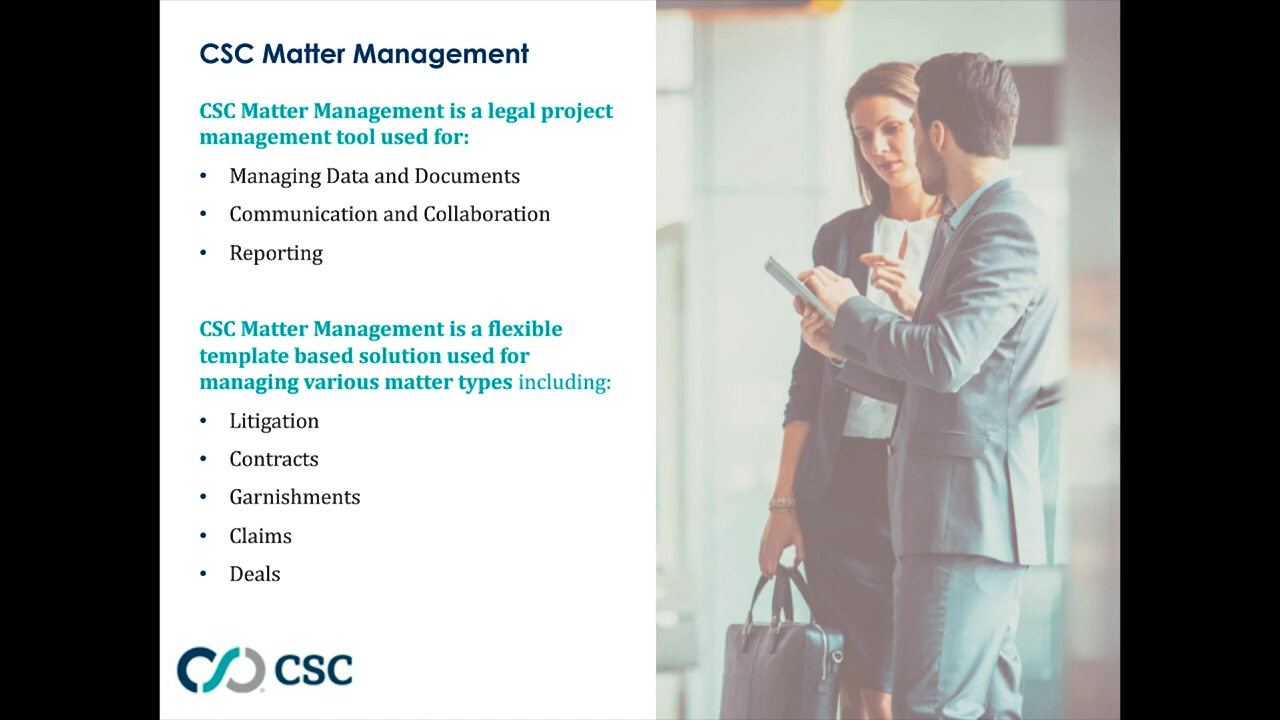 CSC Matter Management
CSC Matter Management is a legal project
management tool used for:
• Managing Data and Documents
• Communication and Collaboration
• Reporting
CSC Matter Management is a flexible
template based solution used for
managing various matter types including:
• Litigation
• Contracts
• Garnishments
• Claims
• Deals
CSC